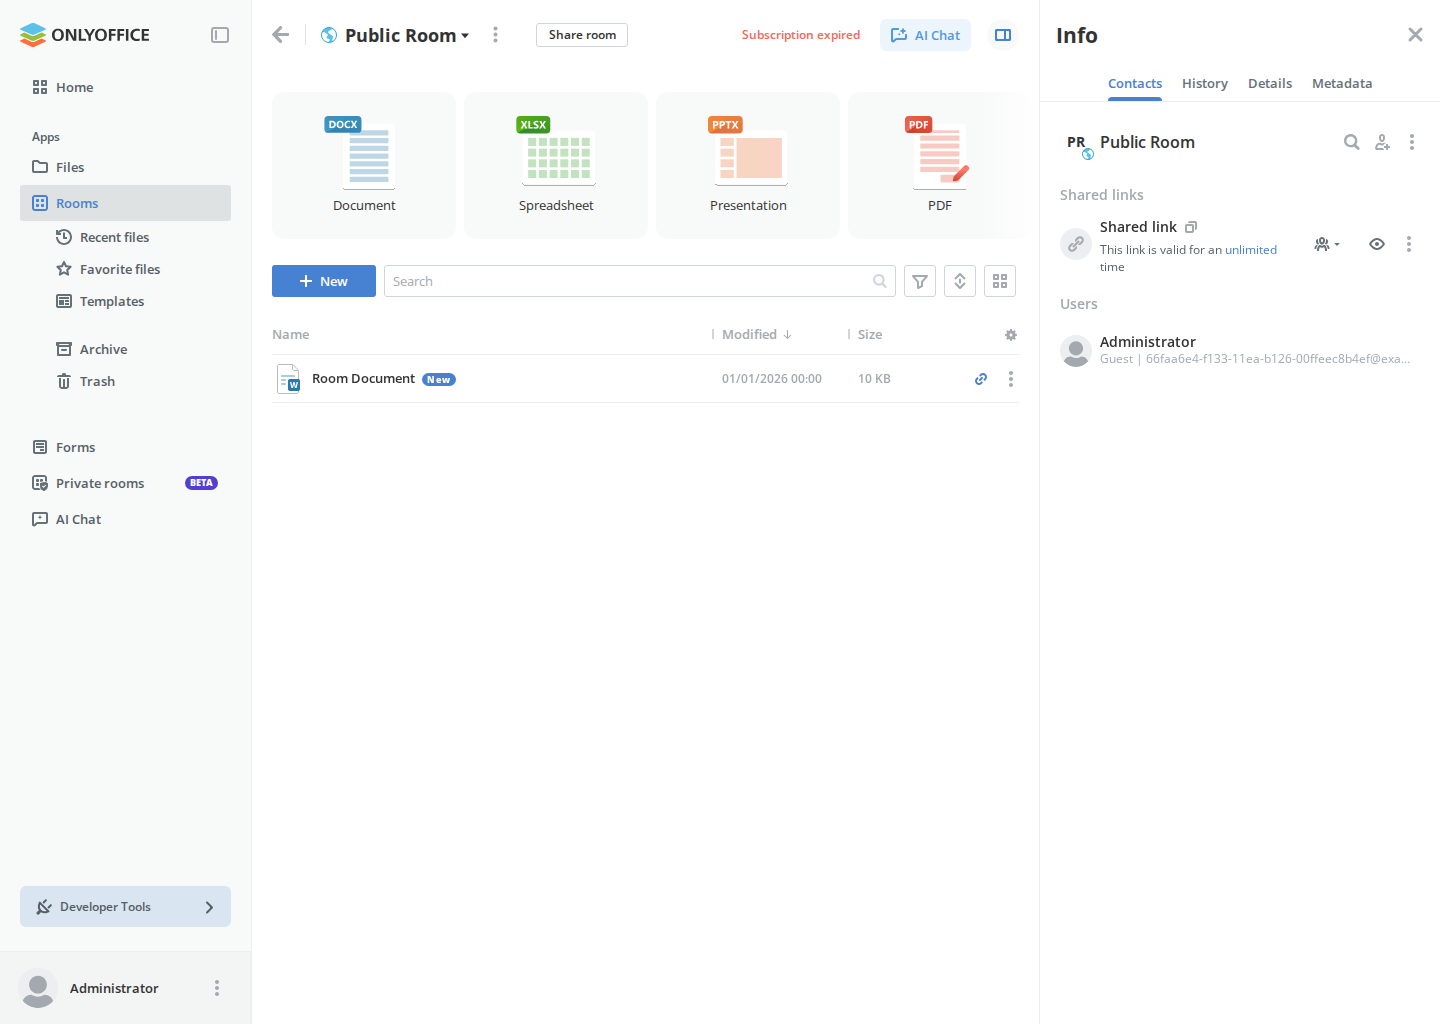 ONLYOFFICE
Home
Apps
Files
Rooms
Recent files
Favorite files
Templates
Archive
Trash
Forms
Private rooms BETA
AI Chat
Developer Tools
Administrator
Public Room
Share room
Subscription expired
AI Chat
DOCX
Document
XLSX
Spreadsheet
PPTX
Presentation
PDF
PDF
New
Search
Name Modified Size
W
Room Document New 01/01/2026 00:00 10 KB
Info
Contacts History Details Metadata
PR Public Room
Shared links
Shared link
This link is valid for an unlimited
time
Users
Administrator
Guest | 66faa6e4-f133-11ea-b126-00ffeec8b4ef@exa...